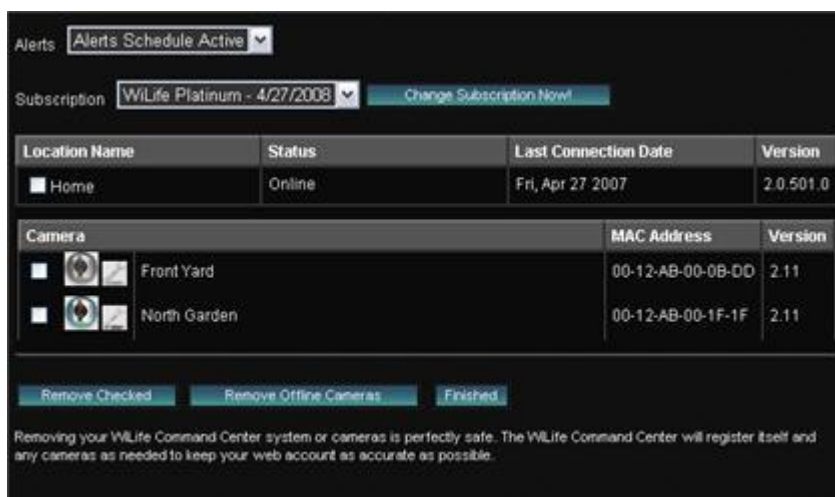 Alerts Alerts Schedule Active
Subscription WiLife Platinum - 4/27/2008 Change Subscription Now!
Location Name Status Last Connection Date Version
Home Online Fri, Apr 27 2007 2.0.501.0
Camera MAC Address Version
Front Yard 00-12-AB-00-0B-DD 2.11
North Garden 00-12-AB-00-1F-1F 2.11
Remove Checked Remove Offline Cameras Finished
Removing your WiLife Command Center system or cameras is perfectly safe. The WiLife Command Center will register itself and
any cameras as needed to keep your web account as accurate as possible.